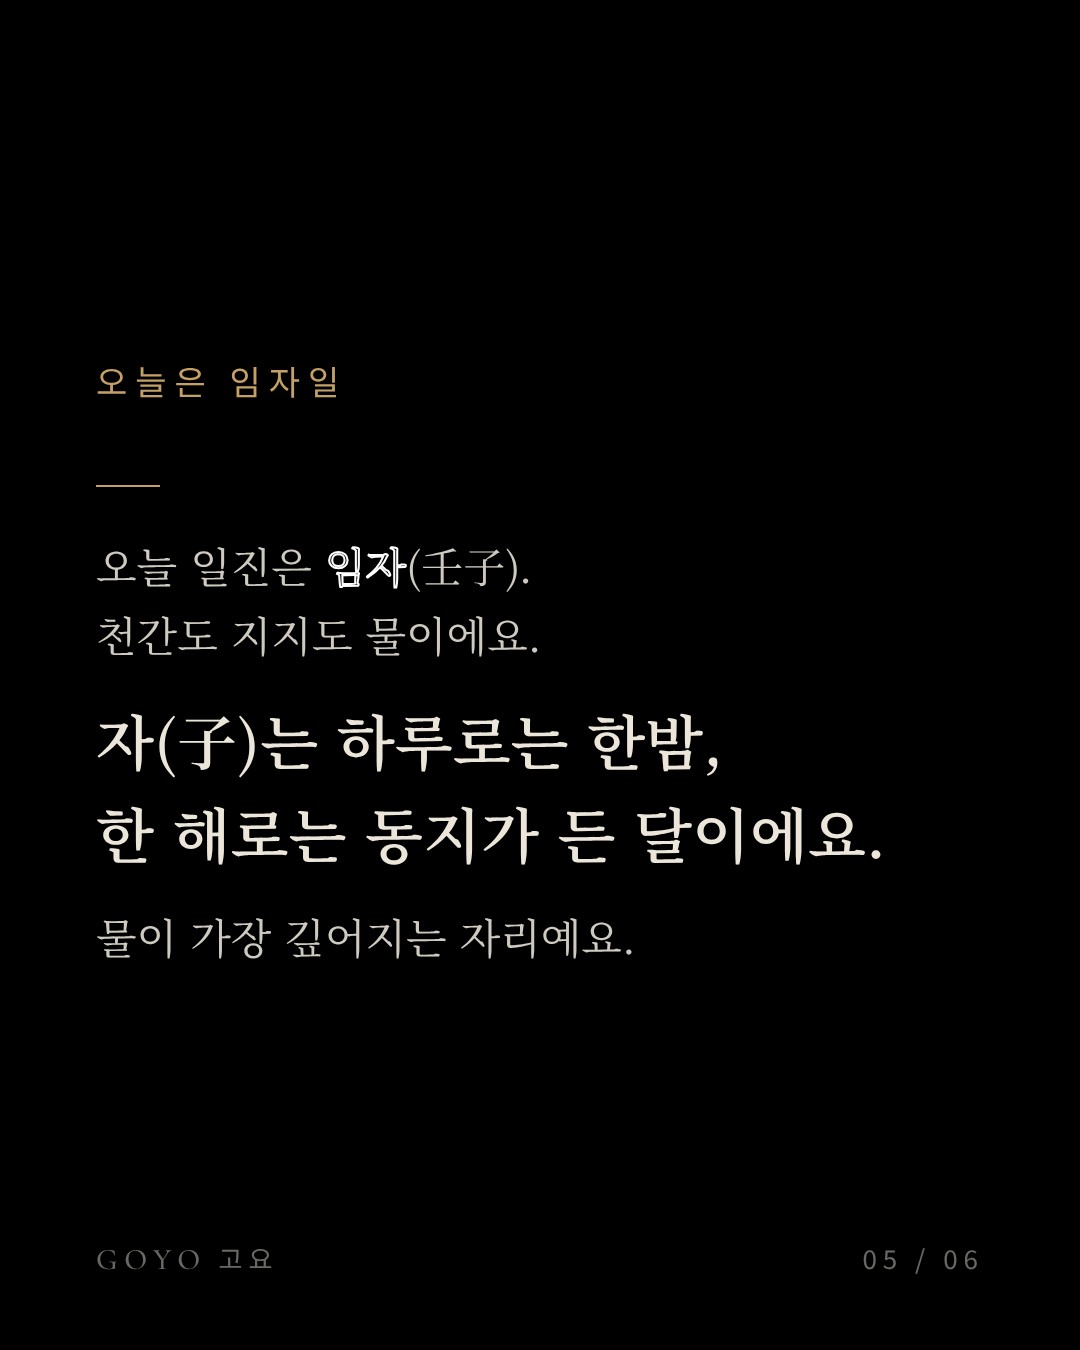 오늘은 임자일
오늘 일진은 임자(壬子).
천간도 지지도 물이에요.
자(子)는 하루로는 한밤,
한 해로는 동지가 든 달이에요.
물이 가장 깊어지는 자리예요.
GOYO 고요
05 / 06